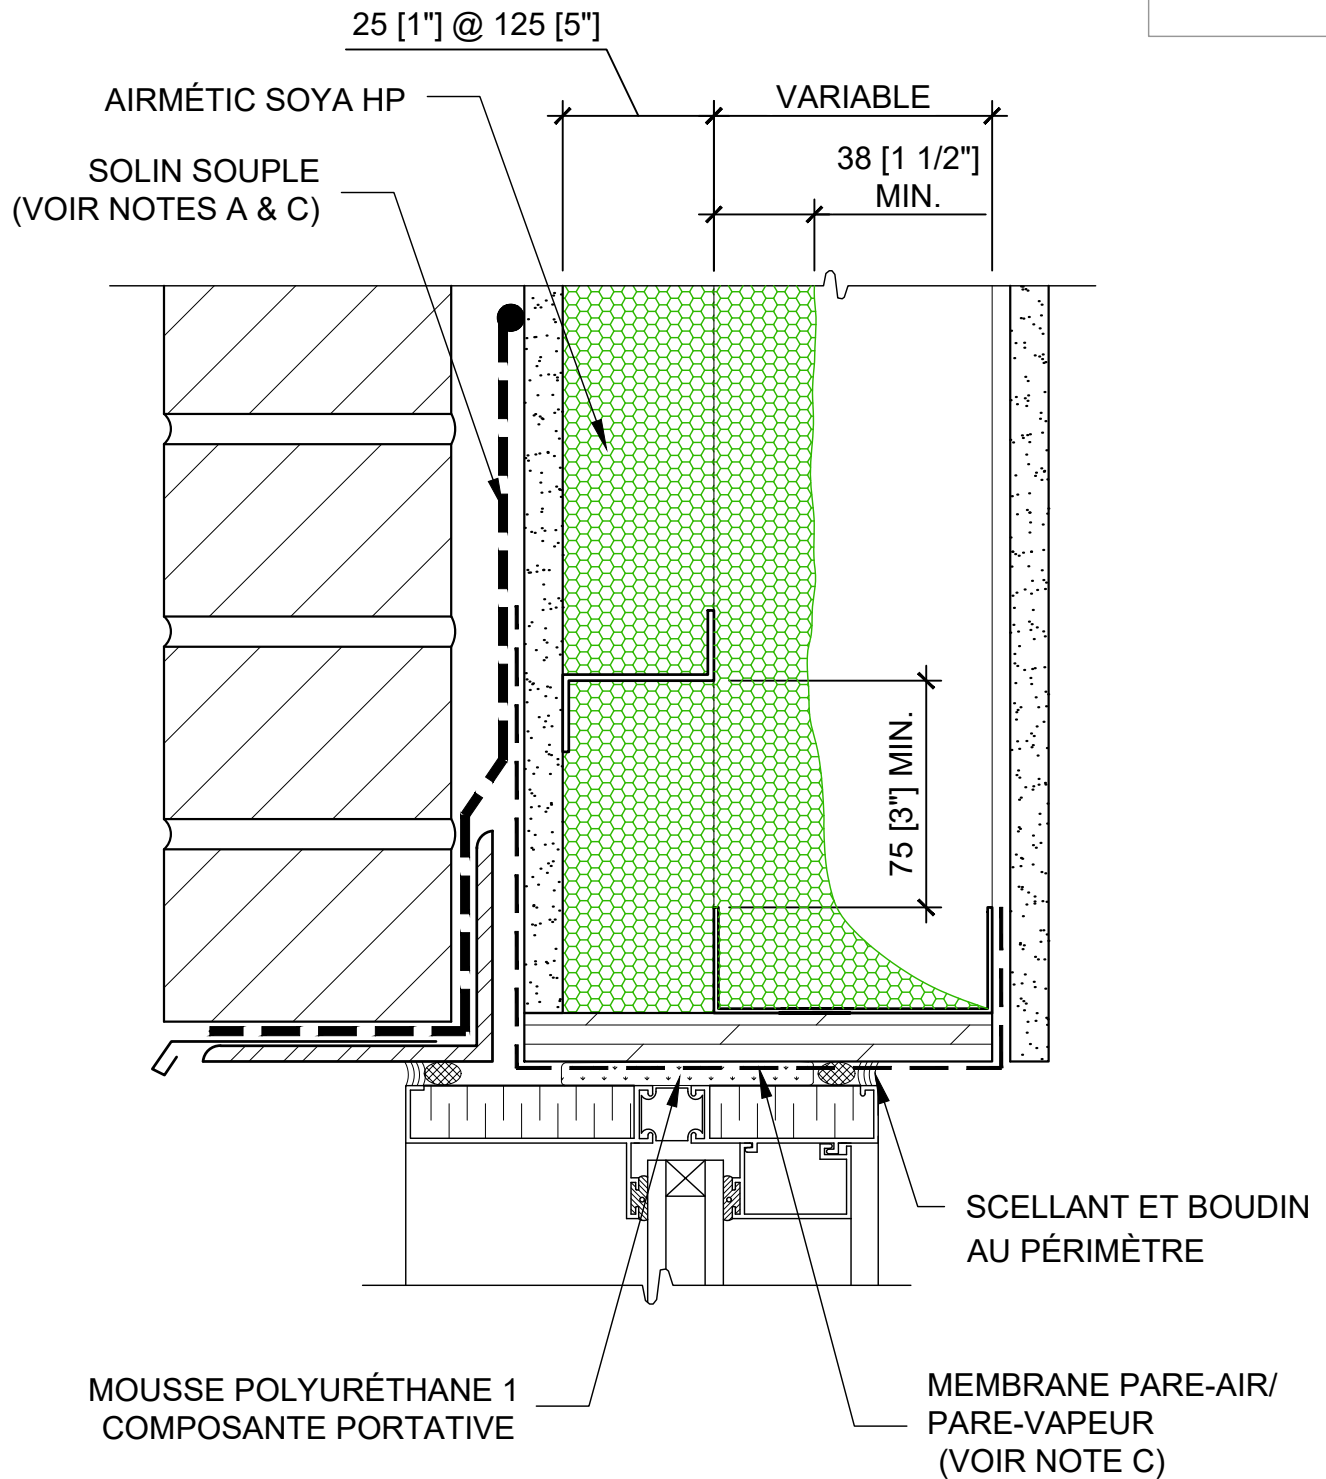 25 [1"] @ 125 [5"]
AIRMÉTIC SOYA HP
VARIABLE
38 [1 1/2"]
MIN.
SOLIN SOUPLE
(VOIR NOTES A & C)
75 [3"] MIN.
SCELLANT ET BOUDIN
AU PÉRIMÈTRE
MOUSSE POLYURÉTHANE 1
COMPOSANTE PORTATIVE
MEMBRANE PARE-AIR/
PARE-VAPEUR
(VOIR NOTE C)